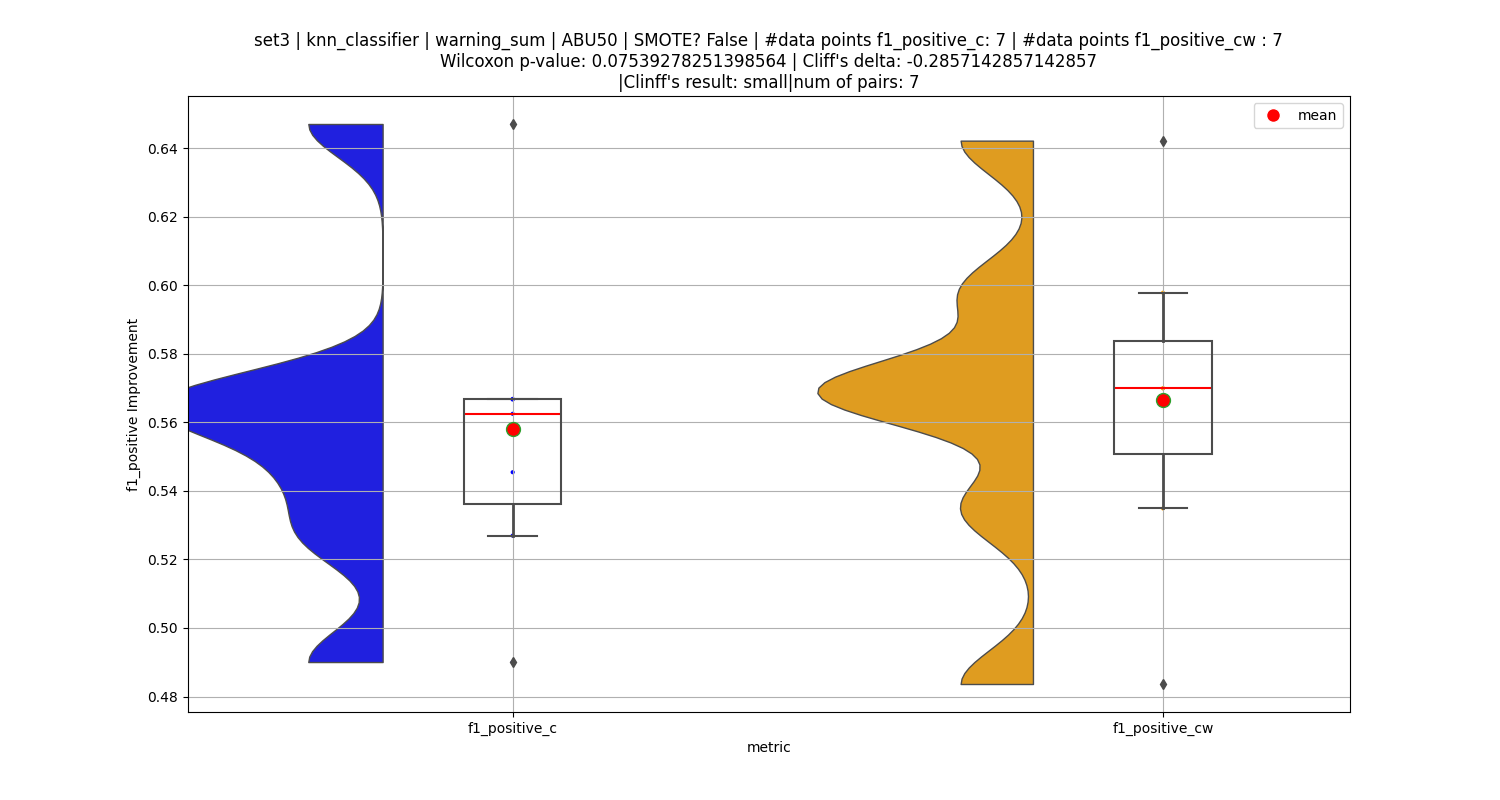 set3 | knn_classifier | warning_sum | ABU50 | SMOTE? False | #data points f1_positive_c: 7 | #data points f1_positive_cw : 7
Wilcoxon p-value: 0.07539278251398564 | Cliff's delta: -0.2857142857142857
|Clinff's result: small|num of pairs: 7
mean
f1_positive Improvement
0.64
0.62
0.60
0.58
0.56
0.54
0.52
0.50
0.48
f1_positive_c
f1_positive_cw
metric